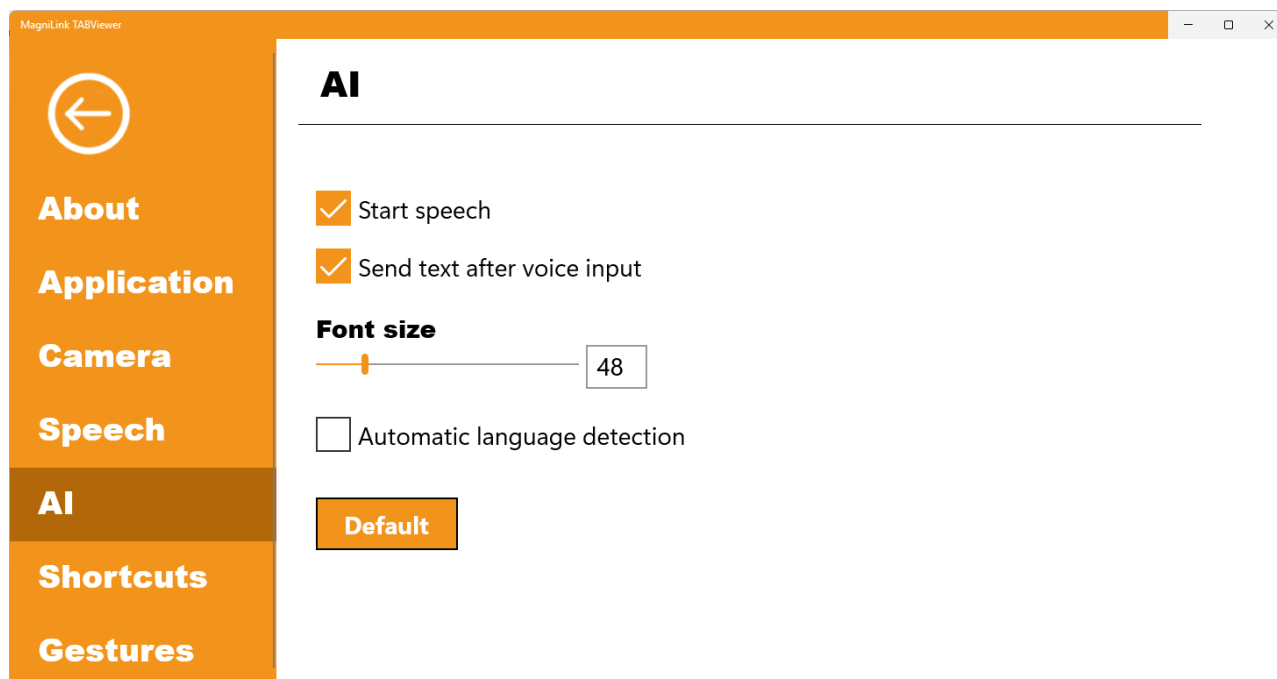 MagniLink TABViewer
AI
About
Application
Camera
Speech
AI
Shortcuts
Gestures
Start speech
Send text after voice input
Font size
48
Automatic language detection
Default